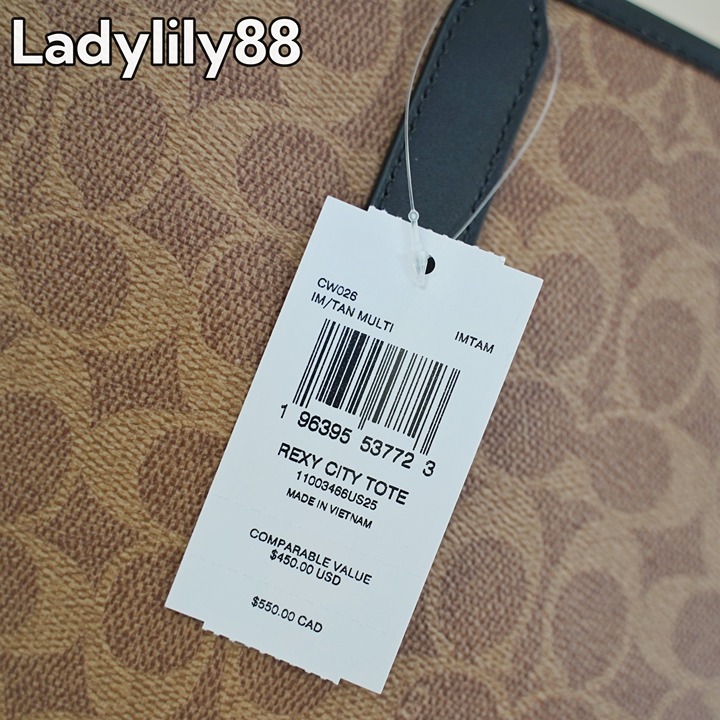 Ladylily88
CW026
IM/TAN MULTI
IMTAM
1 96395 53772 3
REXY CITY TOTE
11003466US25
MADE IN VIETNAM
COMPARABLE VALUE
$450.00 USD
$550.00 CAD